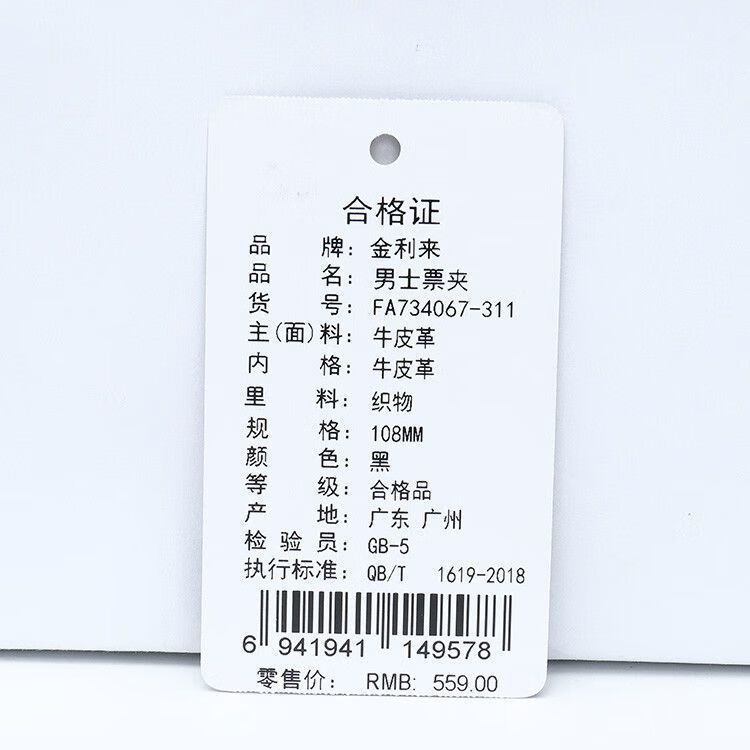 合格证
品牌：金利来
品名：男士票夹
货号：FA734067-311
主(面)料：牛皮革
内格：牛皮革
里料：织物
规格：108MM
颜色：黑
等级：合格品
产地：广东 广州
检验员：GB-5
执行标准：QB/T 1619-2018
6 941941 149578
零售价： RMB: 559.00